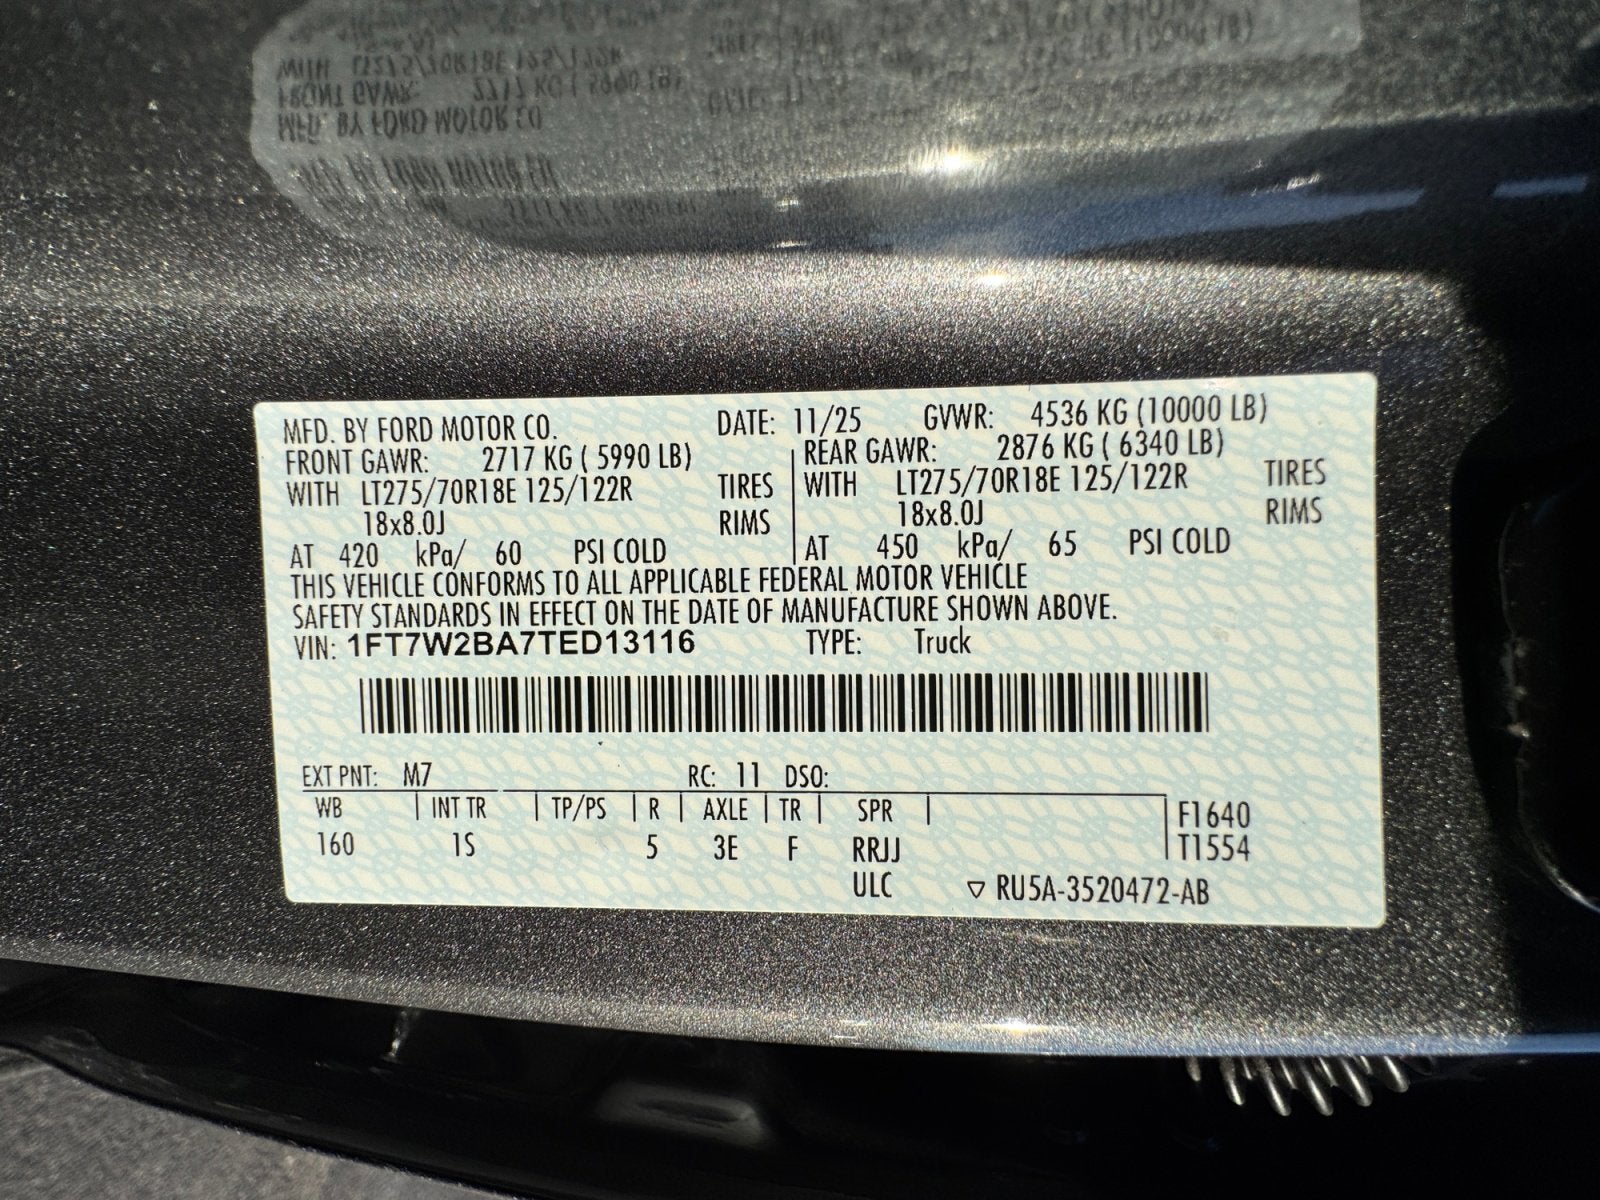 MFD. BY FORD MOTOR CO. DATE: 11/25 GVWR: 4536 KG (10000 LB)
FRONT GAWR: 2717 KG ( 5990 LB) REAR GAWR: 2876 KG ( 6340 LB)
WITH LT275/70R18E 125/122R TIRES WITH LT275/70R18E 125/122R TIRES
18x8.0J RIMS 18x8.0J RIMS
AT 420 kPa/ 60 PSI COLD AT 450 kPa/ 65 PSI COLD
THIS VEHICLE CONFORMS TO ALL APPLICABLE FEDERAL MOTOR VEHICLE
SAFETY STANDARDS IN EFFECT ON THE DATE OF MANUFACTURE SHOWN ABOVE.
VIN: 1FT7W2BA7TED13116 TYPE: Truck
EXT PNT: M7 RC: 11 DSO:
WB | INT TR | TP/PS | R | AXLE | TR | SPR | | F1640
160 1S 5 3E F RRJJ | T1554
ULC ▽ RU5A-3520472-AB